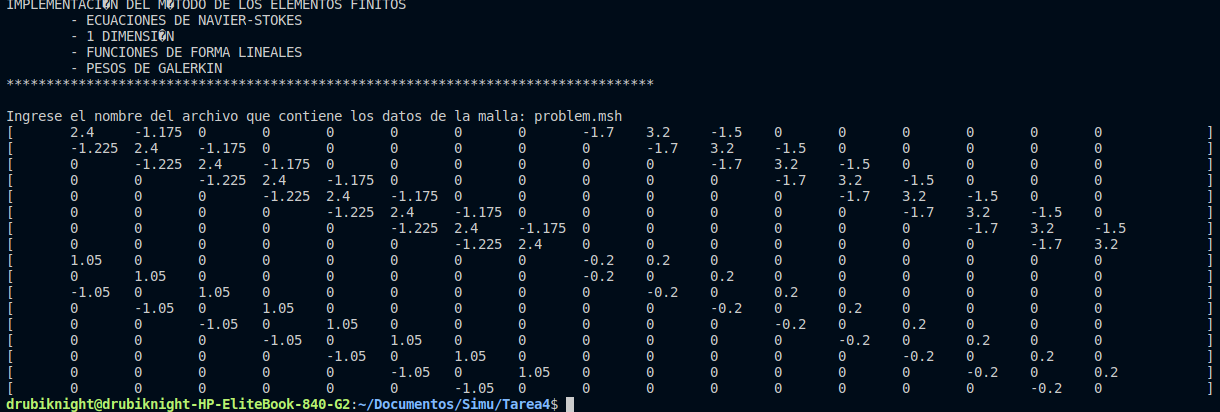 IMPLEMENTACI�N DEL M�TODO DE LOS ELEMENTOS FINITOS
- ECUACIONES DE NAVIER-STOKES
- 1 DIMENSI�N
- FUNCIONES DE FORMA LINEALES
- PESOS DE GALERKIN
*********************************************************************************
Ingrese el nombre del archivo que contiene los datos de la malla: problem.msh
[ 2.4 -1.175 0 0 0 0 0 0 -1.7 3.2 -1.5 0 0 0 0 0 0 ]
[ -1.225 2.4 -1.175 0 0 0 0 0 0 -1.7 3.2 -1.5 0 0 0 0 0 ]
[ 0 -1.225 2.4 -1.175 0 0 0 0 0 0 -1.7 3.2 -1.5 0 0 0 0 ]
[ 0 0 -1.225 2.4 -1.175 0 0 0 0 0 0 -1.7 3.2 -1.5 0 0 0 ]
[ 0 0 0 -1.225 2.4 -1.175 0 0 0 0 0 0 -1.7 3.2 -1.5 0 0 ]
[ 0 0 0 0 -1.225 2.4 -1.175 0 0 0 0 0 0 -1.7 3.2 -1.5 0 ]
[ 0 0 0 0 0 -1.225 2.4 -1.175 0 0 0 0 0 0 -1.7 3.2 -1.5 ]
[ 0 0 0 0 0 0 -1.225 2.4 0 0 0 0 0 0 0 -1.7 3.2 ]
[ 1.05 0 0 0 0 0 0 0 -0.2 0.2 0 0 0 0 0 0 0 ]
[ 0 1.05 0 0 0 0 0 0 -0.2 0 0.2 0 0 0 0 0 0 ]
[ -1.05 0 1.05 0 0 0 0 0 0 -0.2 0 0.2 0 0 0 0 0 ]
[ 0 -1.05 0 1.05 0 0 0 0 0 0 -0.2 0 0.2 0 0 0 0 ]
[ 0 0 -1.05 0 1.05 0 0 0 0 0 0 -0.2 0 0.2 0 0 0 ]
[ 0 0 0 -1.05 0 1.05 0 0 0 0 0 0 -0.2 0 0.2 0 0 ]
[ 0 0 0 0 -1.05 0 1.05 0 0 0 0 0 0 -0.2 0 0.2 0 ]
[ 0 0 0 0 0 -1.05 0 1.05 0 0 0 0 0 0 -0.2 0 0.2 ]
[ 0 0 0 0 0 0 -1.05 0 0 0 0 0 0 0 0 -0.2 0 ]
drubiknight@drubiknight-HP-EliteBook-840-G2:~/Documentos/Simu/Tarea4$